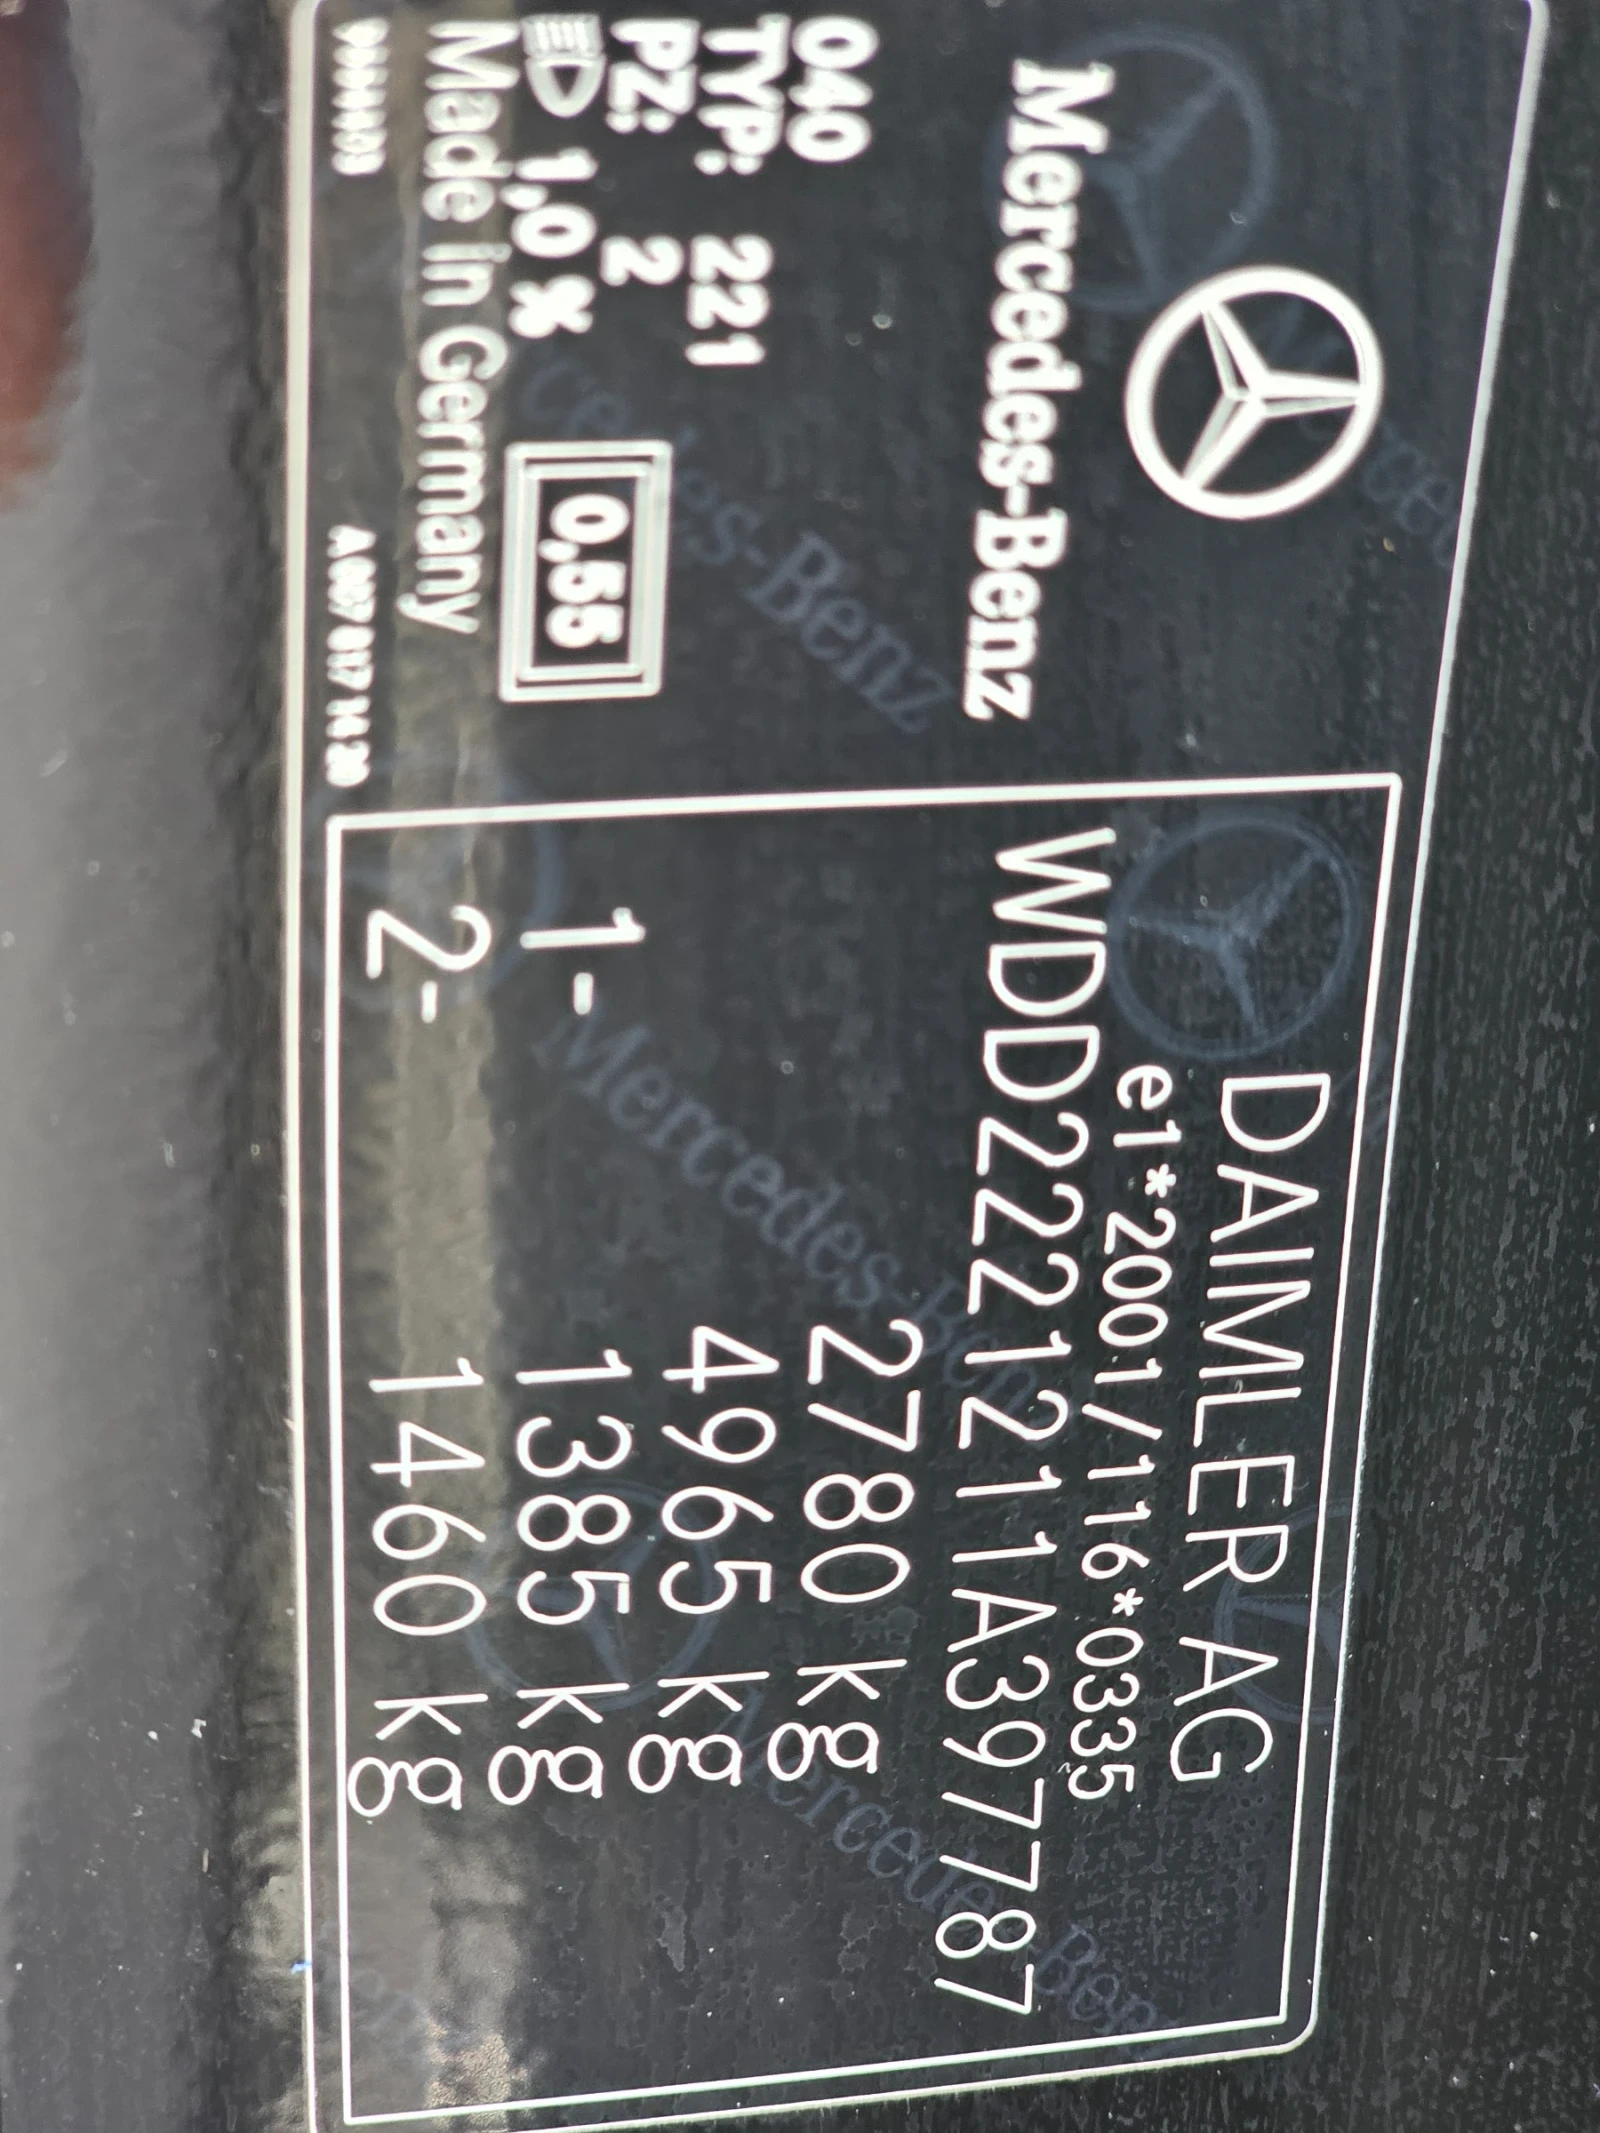 Mercedes-Benz
040
TYP: 221
PZ: 2
1,0 %
0,55
Made in Germany
DAIMLER AG
e1*2001/116*0335
WDD2221211A397787
2780 kg
4965 kg
1- 1385 kg
2- 1460 kg